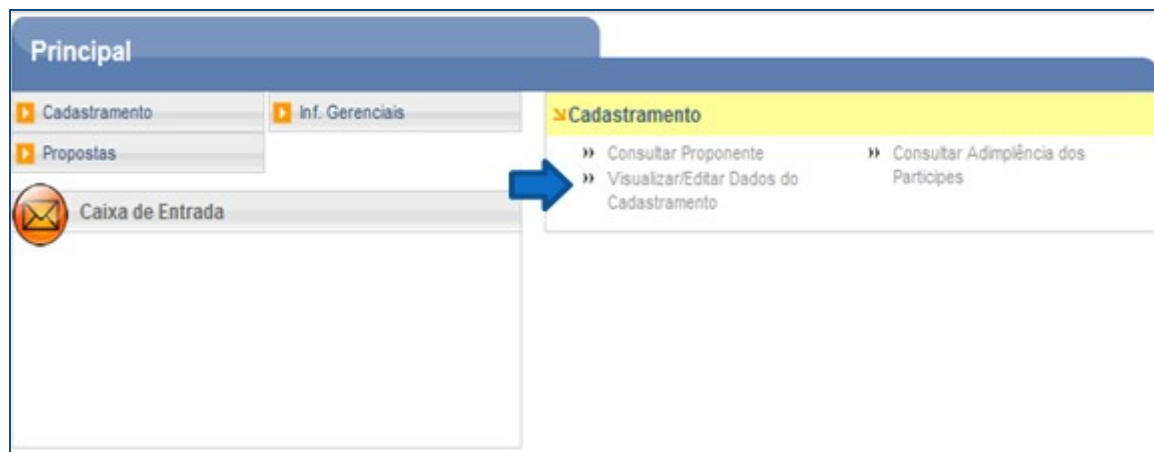 Principal
Cadastramento
Inf. Gerenciais
Propostas
Caixa de Entrada
Cadastramento
Consultar Proponente
Visualizar/Editar Dados do
Cadastramento
Consultar Adimplência dos
Participes